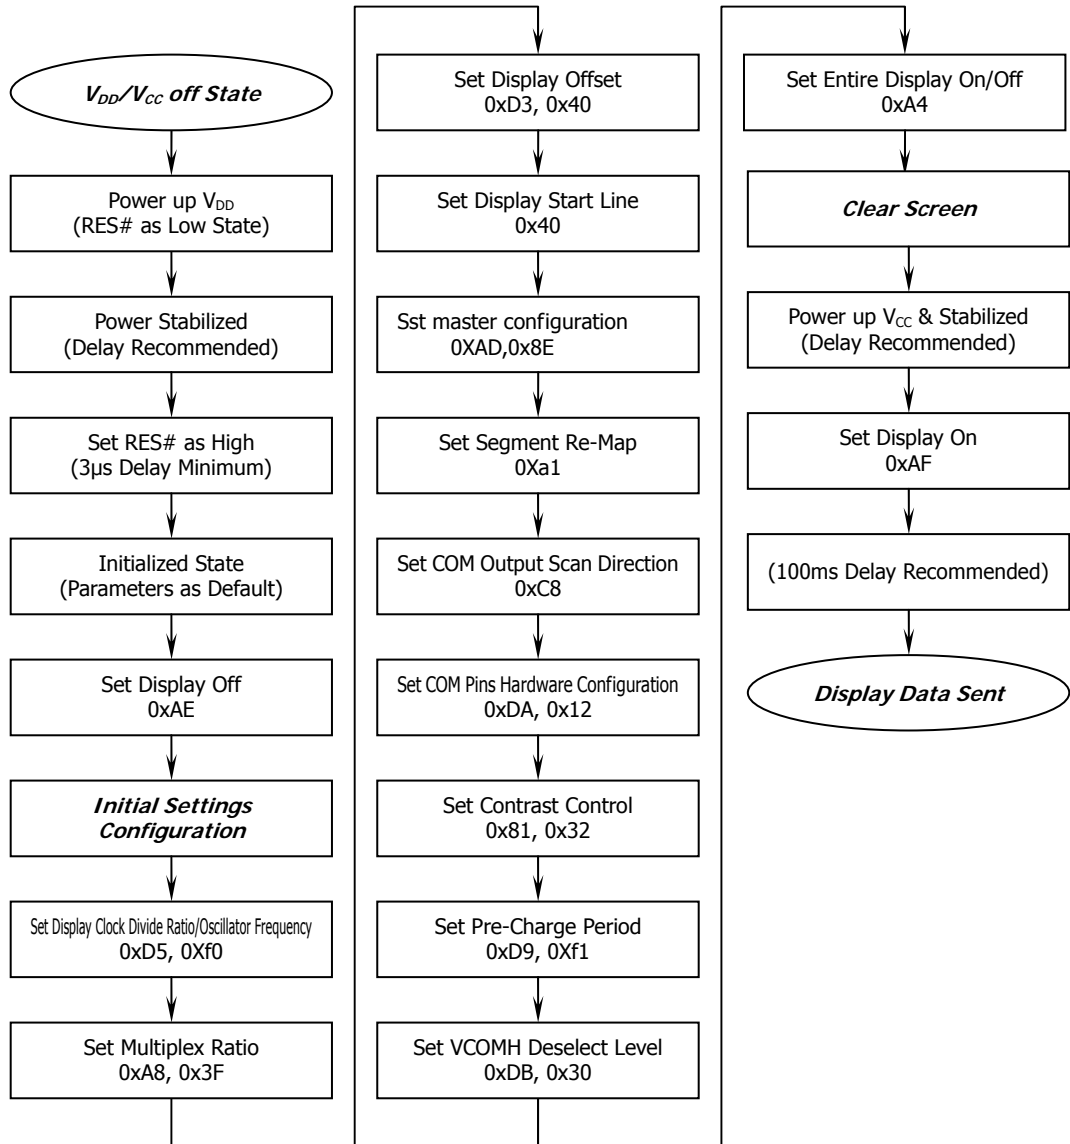 V_DD/V_CC off State
Power up V_DD
(RES# as Low State)
Power Stabilized
(Delay Recommended)
Set RES# as High
(3μs Delay Minimum)
Initialized State
(Parameters as Default)
Set Display Off
0xAE
Initial Settings
Configuration
Set Display Clock Divide Ratio/Oscillator Frequency
0xD5, 0Xf0
Set Multiplex Ratio
0xA8, 0x3F
Set Display Offset
0xD3, 0x40
Set Display Start Line
0x40
Sst master configuration
0XAD,0x8E
Set Segment Re-Map
0Xa1
Set COM Output Scan Direction
0xC8
Set COM Pins Hardware Configuration
0xDA, 0x12
Set Contrast Control
0x81, 0x32
Set Pre-Charge Period
0xD9, 0Xf1
Set VCOMH Deselect Level
0xDB, 0x30
Set Entire Display On/Off
0xA4
Clear Screen
Power up V_CC & Stabilized
(Delay Recommended)
Set Display On
0xAF
(100ms Delay Recommended)
Display Data Sent